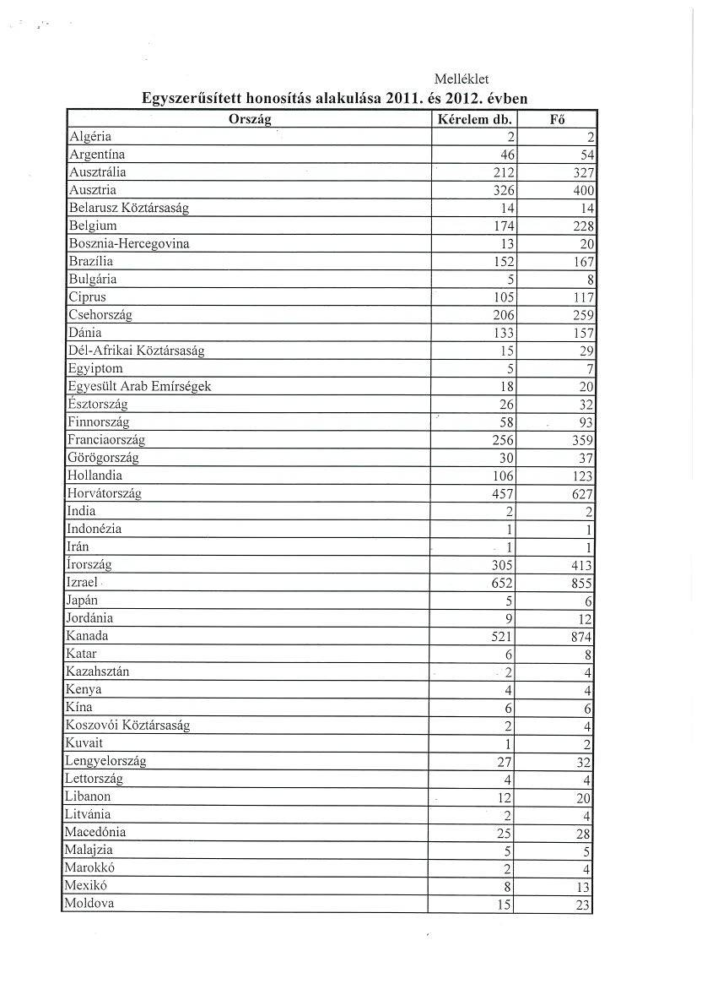 Melléklet
Egyszerűsített honosítás alakulása 2011. és 2012. évben
Ország Kérelem db. Fő
Algéria 2 2
Argentína 46 54
Ausztrália 212 327
Ausztria 326 400
Belarusz Köztársaság 14 14
Belgium 174 228
Bosznia-Hercegovina 13 20
Brazília 152 167
Bulgária 5 8
Ciprus 105 117
Csehország 206 259
Dánia 133 157
Dél-Afrikai Köztársaság 15 29
Egyiptom 5 7
Egyesült Arab Emírségek 18 20
Észtország 26 32
Finnország 58 93
Franciaország 256 359
Görögország 30 37
Hollandia 106 123
Horvátország 457 627
India 2 2
Indonézia 1 1
Irán 1 1
Írország 305 413
Izrael 652 855
Japán 5 6
Jordánia 9 12
Kanada 521 874
Katar 6 8
Kazahsztán 2 4
Kenya 4 4
Kína 6 6
Koszovói Köztársaság 2 4
Kuvait 1 2
Lengyelország 27 32
Lettország 4 4
Libanon 12 20
Litvánia 2 4
Macedónia 25 28
Malajzia 5 5
Marokkó 2 4
Mexikó 8 13
Moldova 15 23